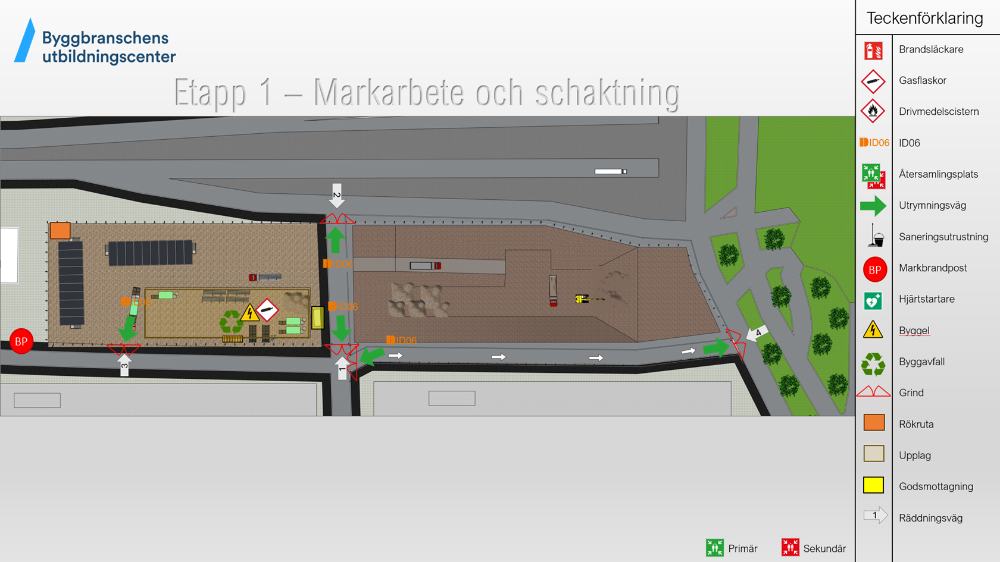 Byggbranschens
utbildningscenter
Etapp 1 – Markarbete och schaktning
2
ID06
ID06
ID06
ID06
BP
3
1
4
Teckenförklaring
Brandsläckare
Gasflaskor
Drivmedelscistern
ID06 ID06
Återsamlingsplats
Utrymningsväg
Saneringsutrustning
BP Markbrandpost
Hjärtstartare
Byggel
Byggavfall
Grind
Rökruta
Upplag
Godsmottagning
1 Räddningsväg
Primär
Sekundär